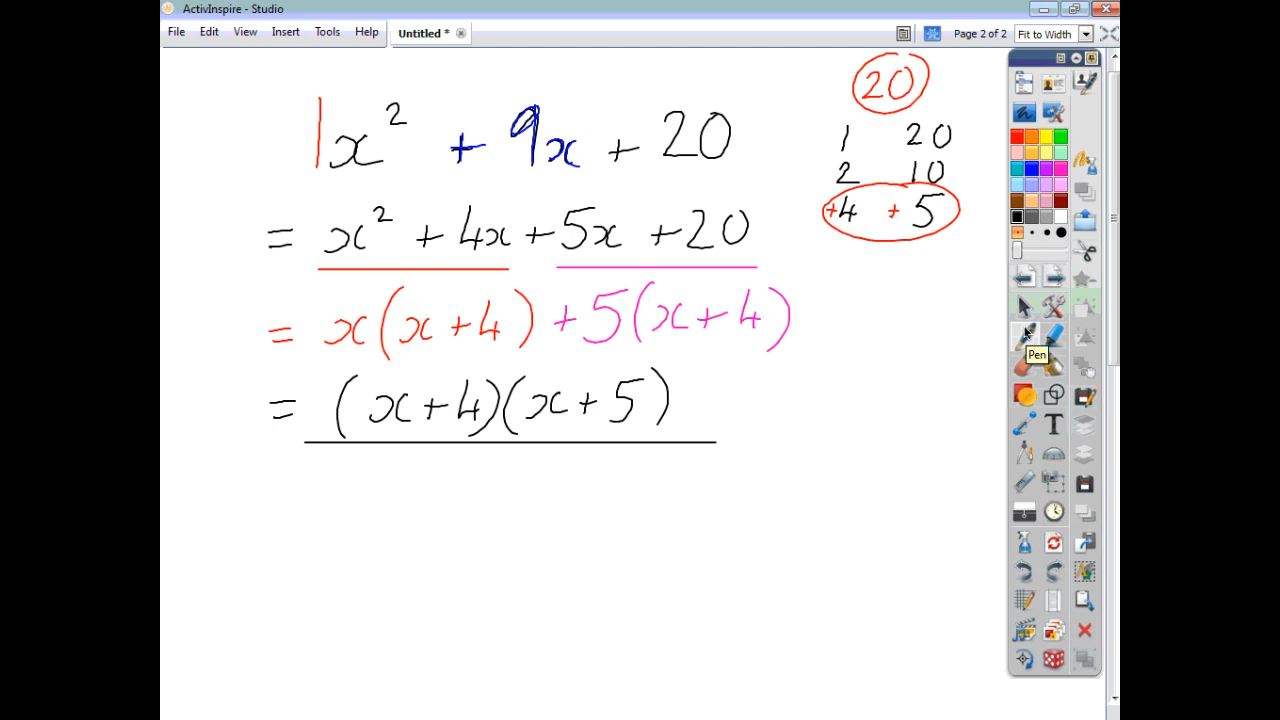 ActivInspire - Studio
File Edit View Insert Tools Help Untitled * Page 2 of 2 Fit to Width
20
1x² + 9x + 20
1 20
2 10
+4 +5
= x² + 4x + 5x + 20
= x(x+4) + 5(x+4)
Pen
= (x+4)(x+5)